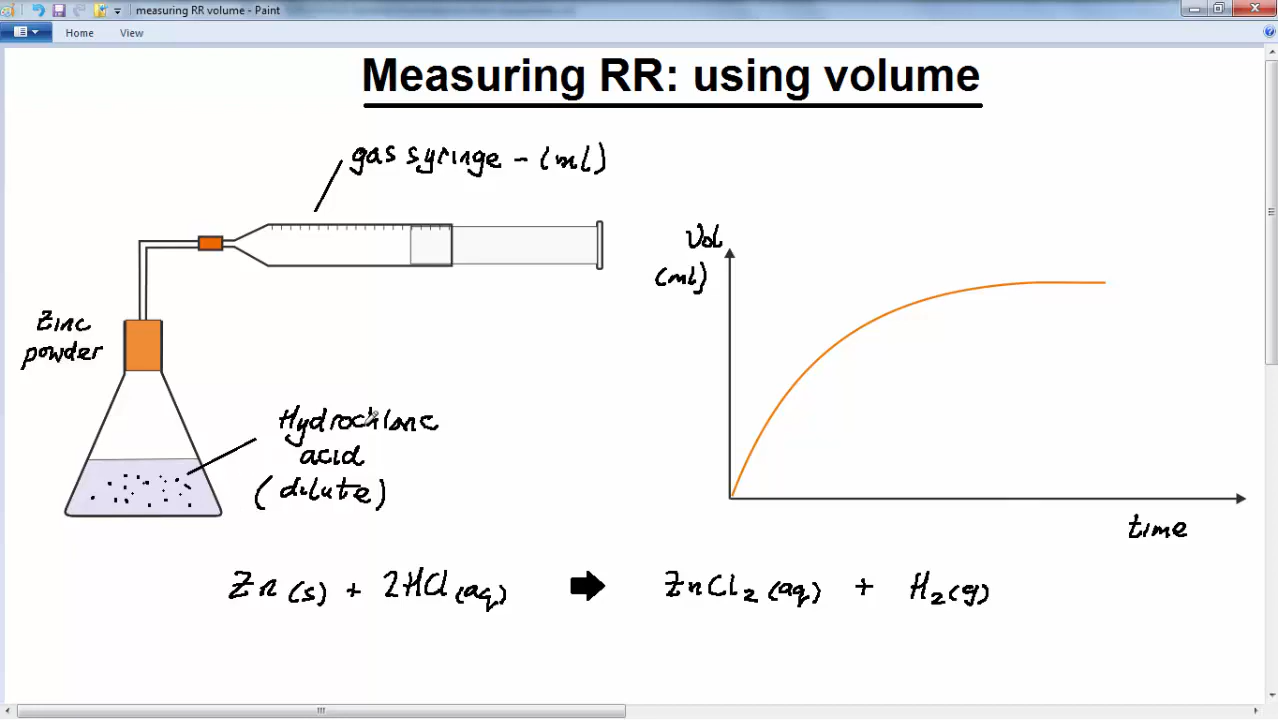 measuring RR volume - Paint
Home View
Measuring RR: using volume
gas syringe - (ml)
Vol
(ml)
Zinc
powder
Hydrochloric
acid
(dilute)
time
Zn(s) + 2HCl(aq) ➡ ZnCl₂(aq) + H₂(g)